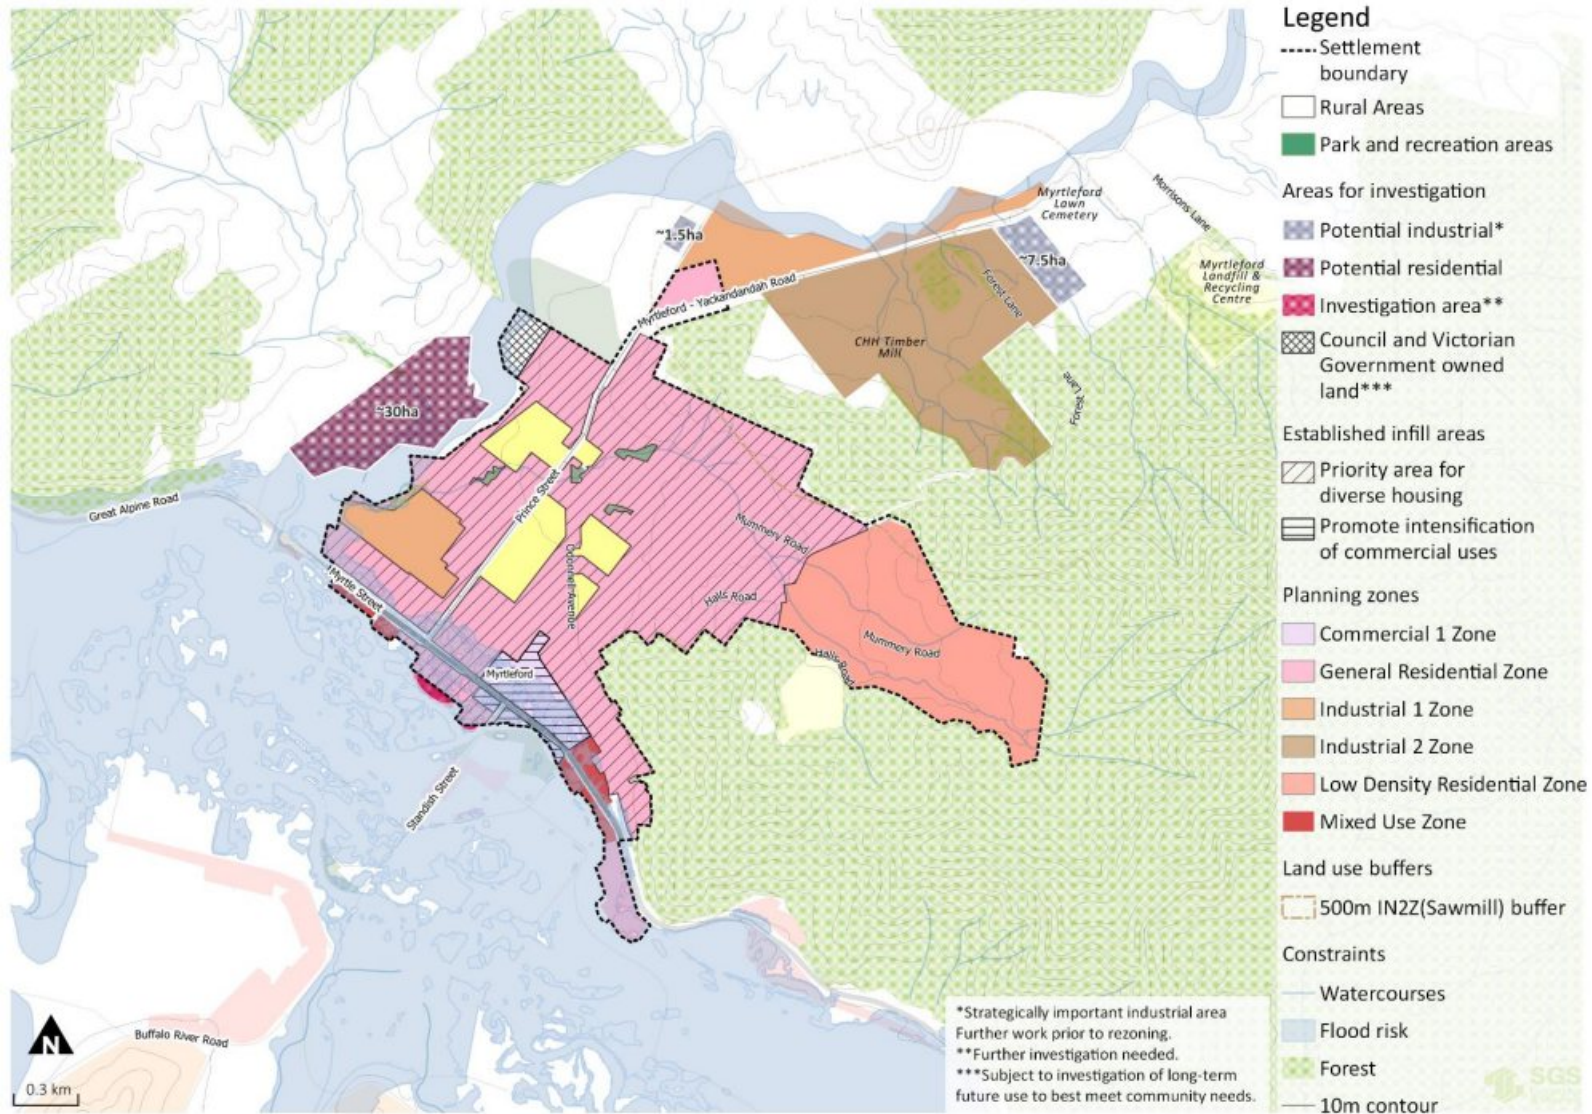 Legend
Settlement
boundary
Rural Areas
Park and recreation areas
Areas for investigation
Potential industrial*
Potential residential
Investigation area**
Council and Victorian
Government owned
land***
Established infill areas
Priority area for
diverse housing
Promote intensification
of commercial uses
Planning zones
Commercial 1 Zone
General Residential Zone
Industrial 1 Zone
Industrial 2 Zone
Low Density Residential Zone
Mixed Use Zone
Land use buffers
500m IN2Z(Sawmill) buffer
Constraints
Watercourses
Flood risk
Forest
10m contour
Myrtleford
Lawn
Cemetery
Morrisons Lane
~1.5ha
~7.5ha
Myrtleford
Landfill &
Recycling
Centre
Forest Lane
Myrtleford - Yackandandah Road
CHH Timber
Mill
Forest Lane
~30ha
Great Alpine Road
Prince Street
Mummery Road
Odonnell Avenue
Myrtle Street
Halls Road
Mummery Road
Halls Road
Myrtleford
Standish Street
Buffalo River Road
N
0.3 km
*Strategically important industrial area
Further work prior to rezoning.
**Further investigation needed.
***Subject to investigation of long-term
future use to best meet community needs.
SGS